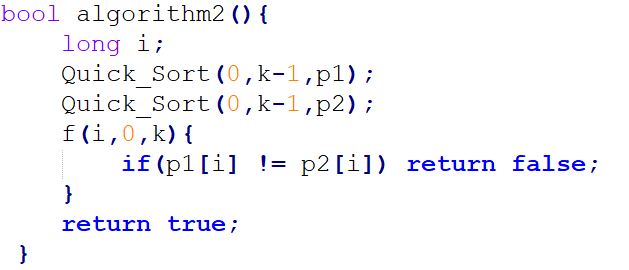 bool algorithm2(){
    long i;
    Quick_Sort(0,k-1,p1);
    Quick_Sort(0,k-1,p2);
    f(i,0,k){
        if(p1[i] != p2[i]) return false;
    }
    return true;
 }